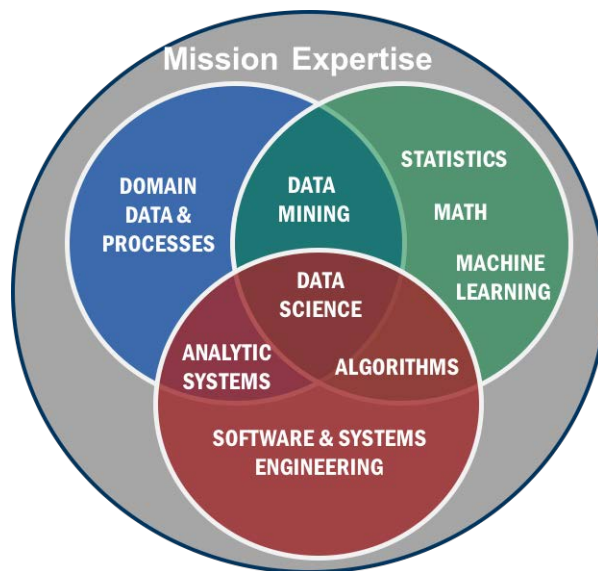 Mission Expertise
DOMAIN
DATA &
PROCESSES
DATA
MINING
STATISTICS
MATH
MACHINE
LEARNING
DATA
SCIENCE
ANALYTIC
SYSTEMS
ALGORITHMS
SOFTWARE & SYSTEMS
ENGINEERING